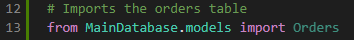 12 # Imports the orders table
13 from MainDatabase.models import Orders